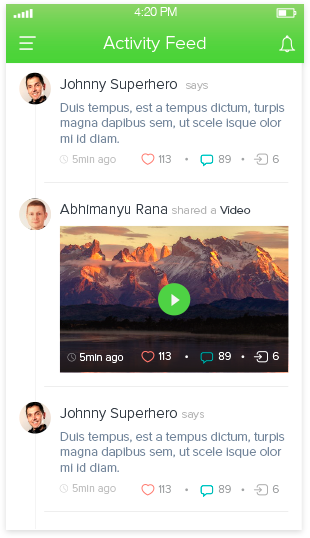 4:20 PM
Activity Feed
Johnny Superhero says
Duis tempus, est a tempus dictum, turpis
magna dapibus sem, ut scele isque olor
mi id diam.
5min ago 113 • 89 • 6
Abhimanyu Rana shared a Video
5min ago 113 • 89 • 6
Johnny Superhero says
Duis tempus, est a tempus dictum, turpis
magna dapibus sem, ut scele isque olor
mi id diam.
5min ago 113 • 89 • 6